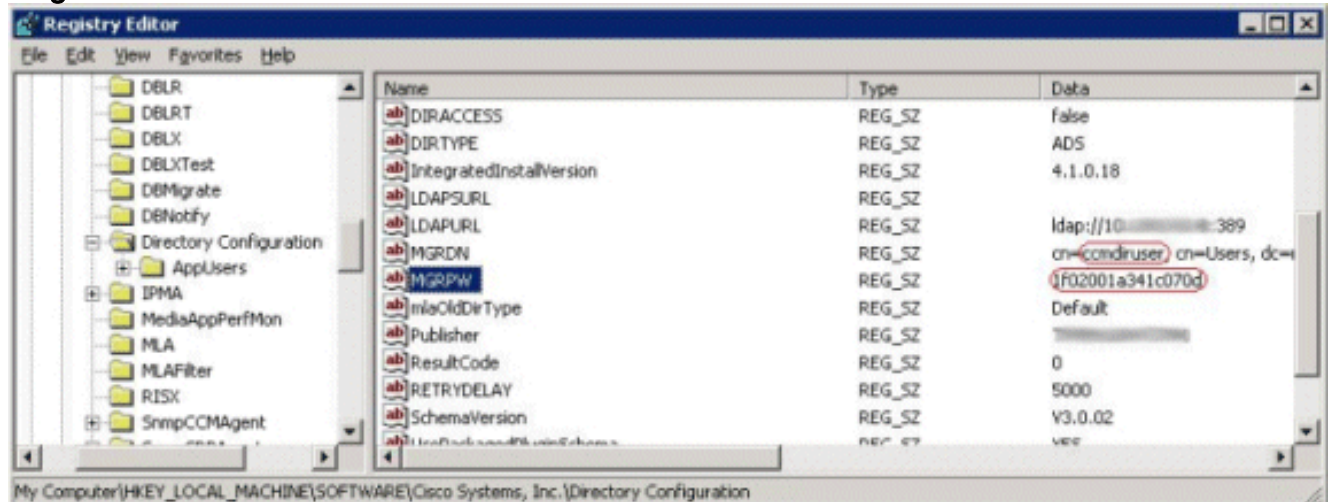 Registry Editor
File Edit View Favorites Help
DBLR
DBLRT
DBLX
DBLXTest
DBMigrate
DBNotify
Directory Configuration
AppUsers
IPMA
MediaAppPerfMon
MLA
MLAFilter
RISX
SnmpCCMAgent
Name Type Data
DIRACCESS REG_SZ false
DIRTYPE REG_SZ ADS
IntegratedInstallVersion REG_SZ 4.1.0.18
LDAPSURL REG_SZ
LDAPURL REG_SZ ldap://10 :389
MGRDN REG_SZ cn=ccmdiruser, cn=Users, dc=
MGRPW REG_SZ 1f02001a341c070d
mlaOldDirType REG_SZ Default
Publisher REG_SZ
ResultCode REG_SZ 0
RETRYDELAY REG_SZ 5000
SchemaVersion REG_SZ V3.0.02
My Computer\HKEY_LOCAL_MACHINE\SOFTWARE\Cisco Systems, Inc.\Directory Configuration